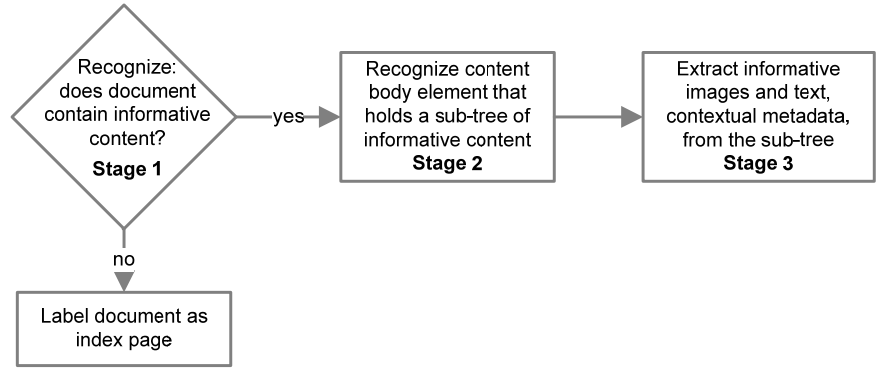 Recognize:
does document
contain informative
content?
Stage 1
yes
Recognize content
body element that
holds a sub-tree of
informative content
Stage 2
Extract informative
images and text,
contextual metadata,
from the sub-tree
Stage 3
no
Label document as
index page